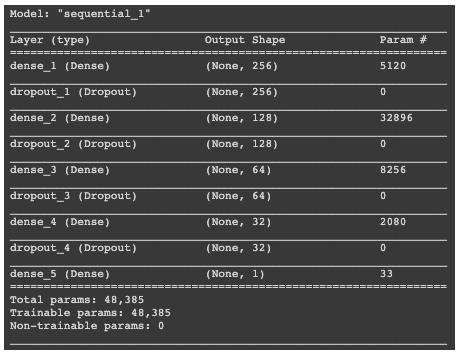 Model: "sequential_1"
Layer (type) Output Shape Param #
dense_1 (Dense) (None, 256) 5120
dropout_1 (Dropout) (None, 256) 0
dense_2 (Dense) (None, 128) 32896
dropout_2 (Dropout) (None, 128) 0
dense_3 (Dense) (None, 64) 8256
dropout_3 (Dropout) (None, 64) 0
dense_4 (Dense) (None, 32) 2080
dropout_4 (Dropout) (None, 32) 0
dense_5 (Dense) (None, 1) 33
Total params: 48,385
Trainable params: 48,385
Non-trainable params: 0